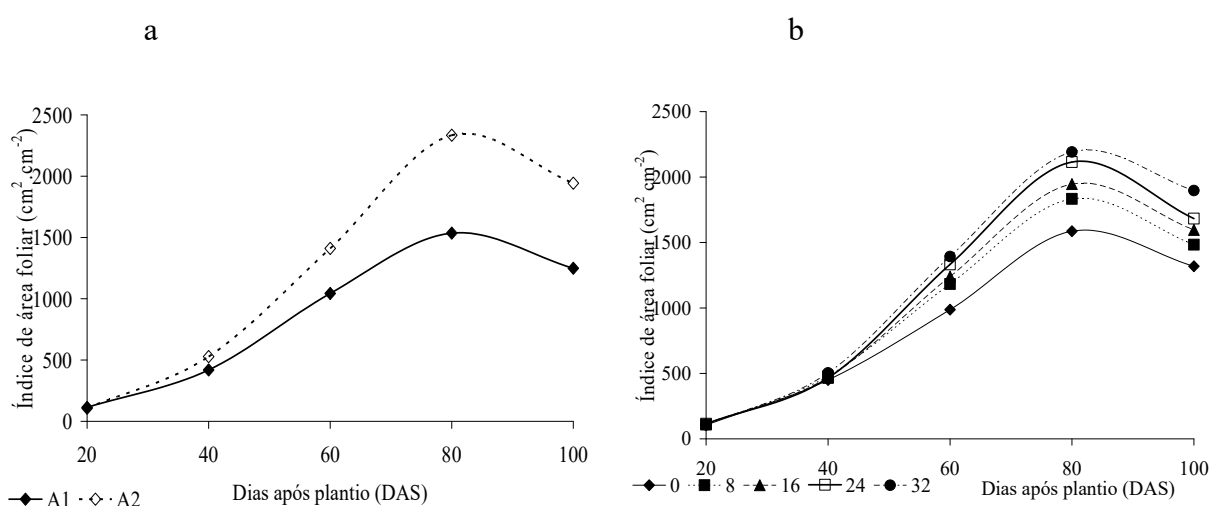 a
2500
2000
1500
1000
500
0
20 40 60 80 100
Índice de área foliar (cm² cm⁻²)
Dias após plantio (DAS)
A1 A2
b
2500
2000
1500
1000
500
0
20 40 60 80 100
Índice de área foliar (cm² cm⁻²)
Dias após plantio (DAS)
0 8 16 24 32